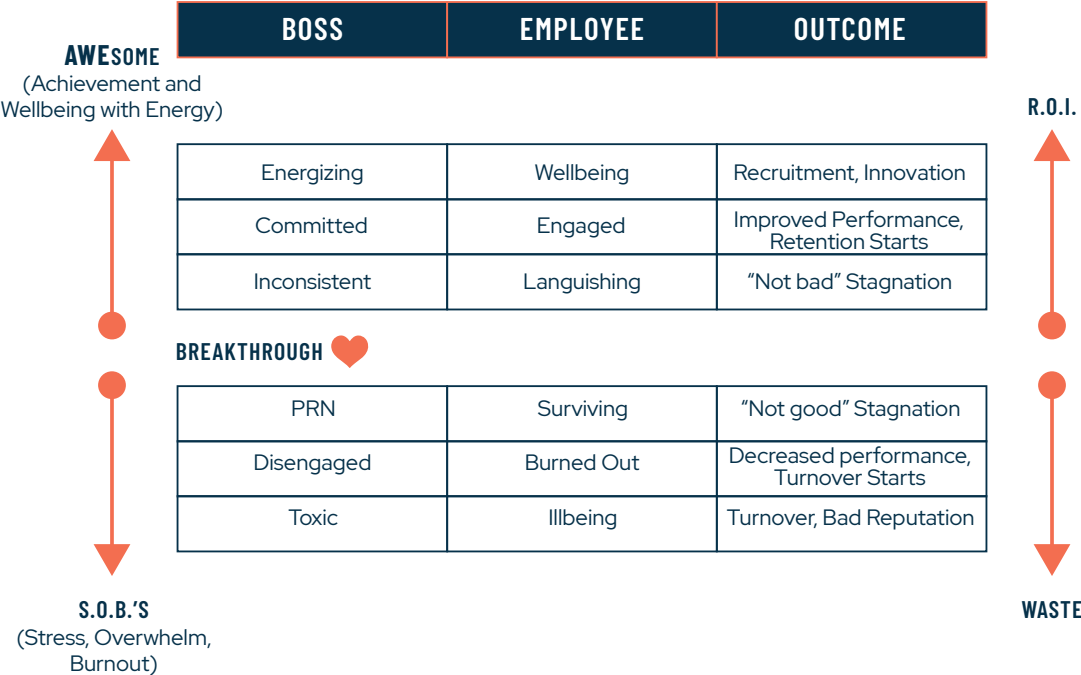 BOSS EMPLOYEE OUTCOME
AWESOME
(Achievement and
Wellbeing with Energy)
R.O.I.
Energizing Wellbeing Recruitment, Innovation
Committed Engaged Improved Performance,
Retention Starts
Inconsistent Languishing “Not bad” Stagnation
BREAKTHROUGH
PRN Surviving “Not good” Stagnation
Disengaged Burned Out Decreased performance,
Turnover Starts
Toxic Illbeing Turnover, Bad Reputation
S.O.B.’S
(Stress, Overwhelm,
Burnout)
WASTE